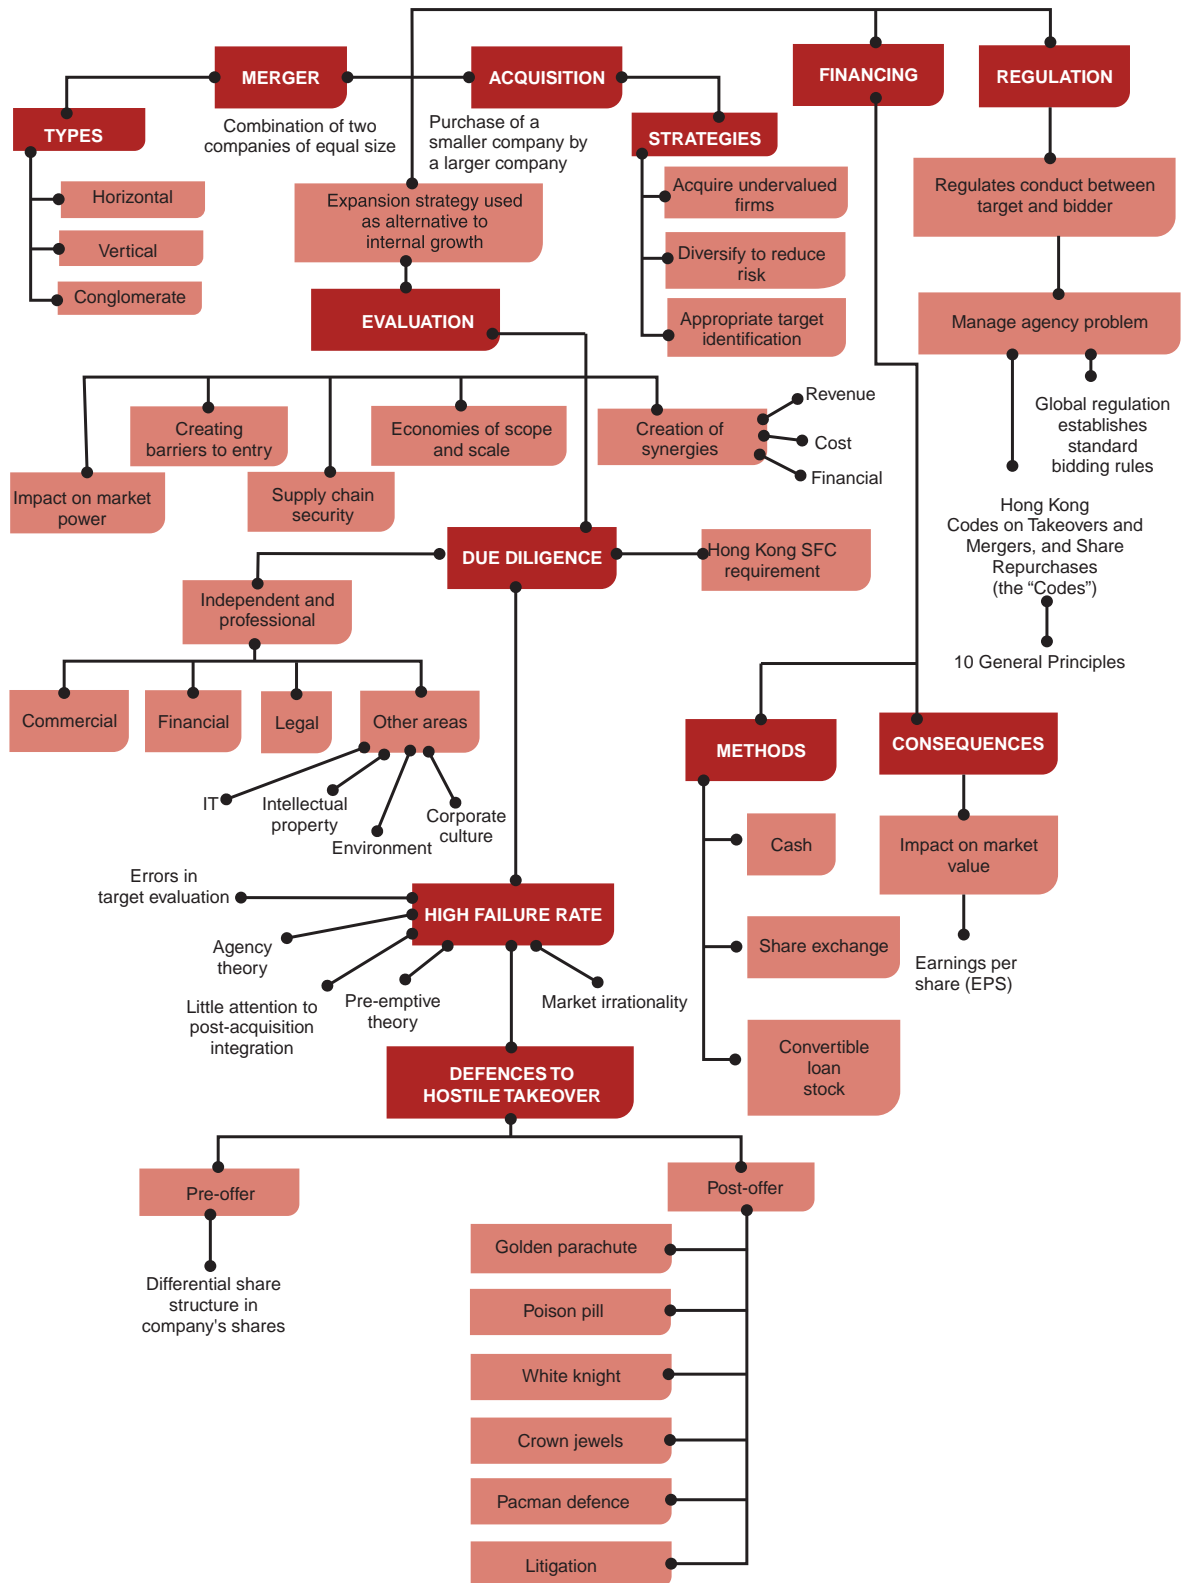 MERGER
ACQUISITION
FINANCING
REGULATION
TYPES
Combination of two
companies of equal size
Purchase of a
smaller company by
a larger company
STRATEGIES
Horizontal
Vertical
Conglomerate
Expansion strategy used
as alternative to
internal growth
Acquire undervalued
firms
Diversify to reduce
risk
Appropriate target
identification
Regulates conduct between
target and bidder
Manage agency problem
EVALUATION
Impact on market
power
Creating
barriers to entry
Supply chain
security
Economies of scope
and scale
Creation of
synergies
Revenue
Cost
Financial
Global regulation
establishes
standard
bidding rules
Hong Kong
Codes on Takeovers and
Mergers, and Share
Repurchases
(the “Codes”)
10 General Principles
DUE DILIGENCE
Hong Kong SFC
requirement
Independent and
professional
Commercial
Financial
Legal
Other areas
IT
Intellectual
property
Environment
Corporate
culture
METHODS
CONSEQUENCES
Cash
Share exchange
Convertible
loan
stock
Impact on market
value
Earnings per
share (EPS)
Errors in
target evaluation
HIGH FAILURE RATE
Agency
theory
Little attention to
post-acquisition
integration
Pre-emptive
theory
Market irrationality
DEFENCES TO
HOSTILE TAKEOVER
Pre-offer
Differential share
structure in
company's shares
Post-offer
Golden parachute
Poison pill
White knight
Crown jewels
Pacman defence
Litigation